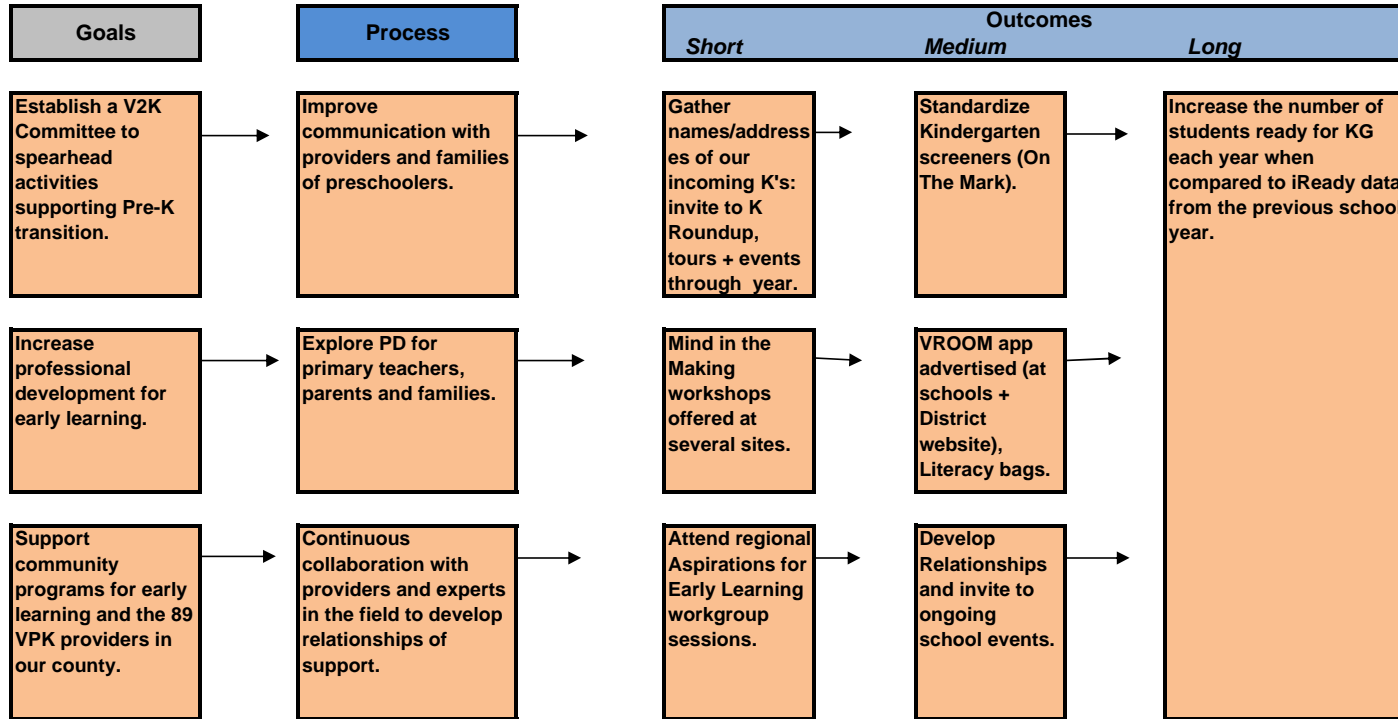 Goals
Process
Outcomes
Short Medium Long
Establish a V2K
Committee to
spearhead
activities
supporting Pre-K
transition.
Improve
communication with
providers and families
of preschoolers.
Gather
names/address
es of our
incoming K's:
invite to K
Roundup,
tours + events
through year.
Standardize
Kindergarten
screeners (On
The Mark).
Increase the number of
students ready for KG
each year when
compared to iReady data
from the previous school
year.
Increase
professional
development for
early learning.
Explore PD for
primary teachers,
parents and families.
Mind in the
Making
workshops
offered at
several sites.
VROOM app
advertised (at
schools +
District
website),
Literacy bags.
Support
community
programs for early
learning and the 89
VPK providers in
our county.
Continuous
collaboration with
providers and experts
in the field to develop
relationships of
support.
Attend regional
Aspirations for
Early Learning
workgroup
sessions.
Develop
Relationships
and invite to
ongoing
school events.